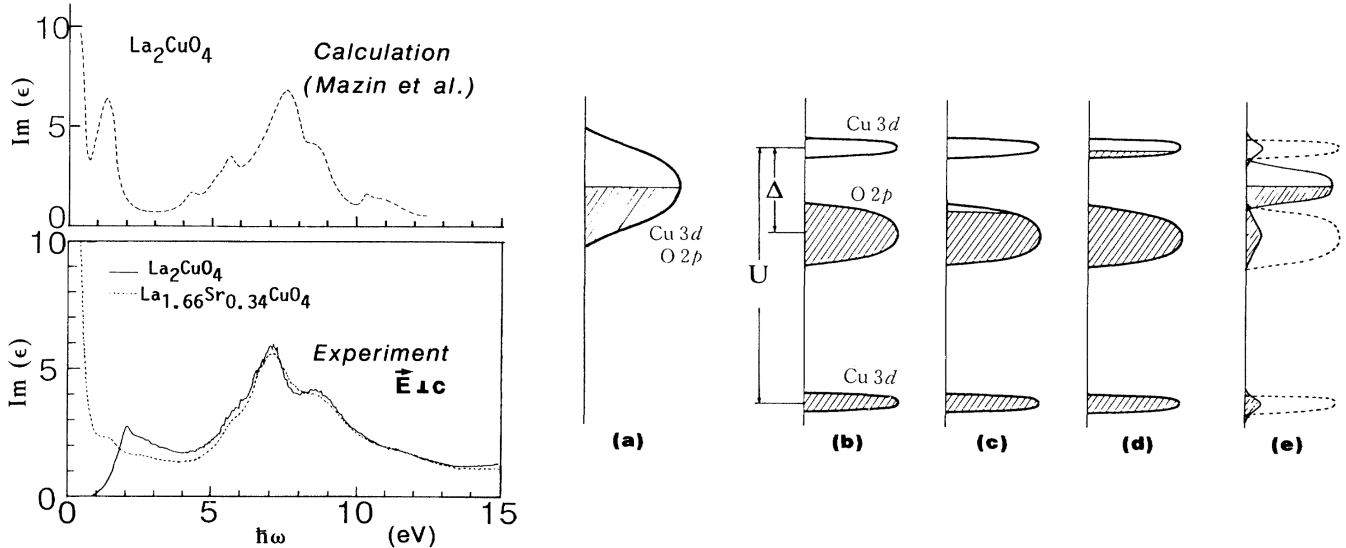 10
La2CuO4
Calculation
(Mazin et al.)
Im (ε)
5
0
10
La2CuO4
La1.66Sr0.34CuO4
Experiment
E⊥c
Im (ε)
5
0
0 5 10 15
ħω (eV)
Cu 3d
O 2p
(a)
Cu 3d
Δ
O 2p
U
Cu 3d
(b) (c) (d) (e)